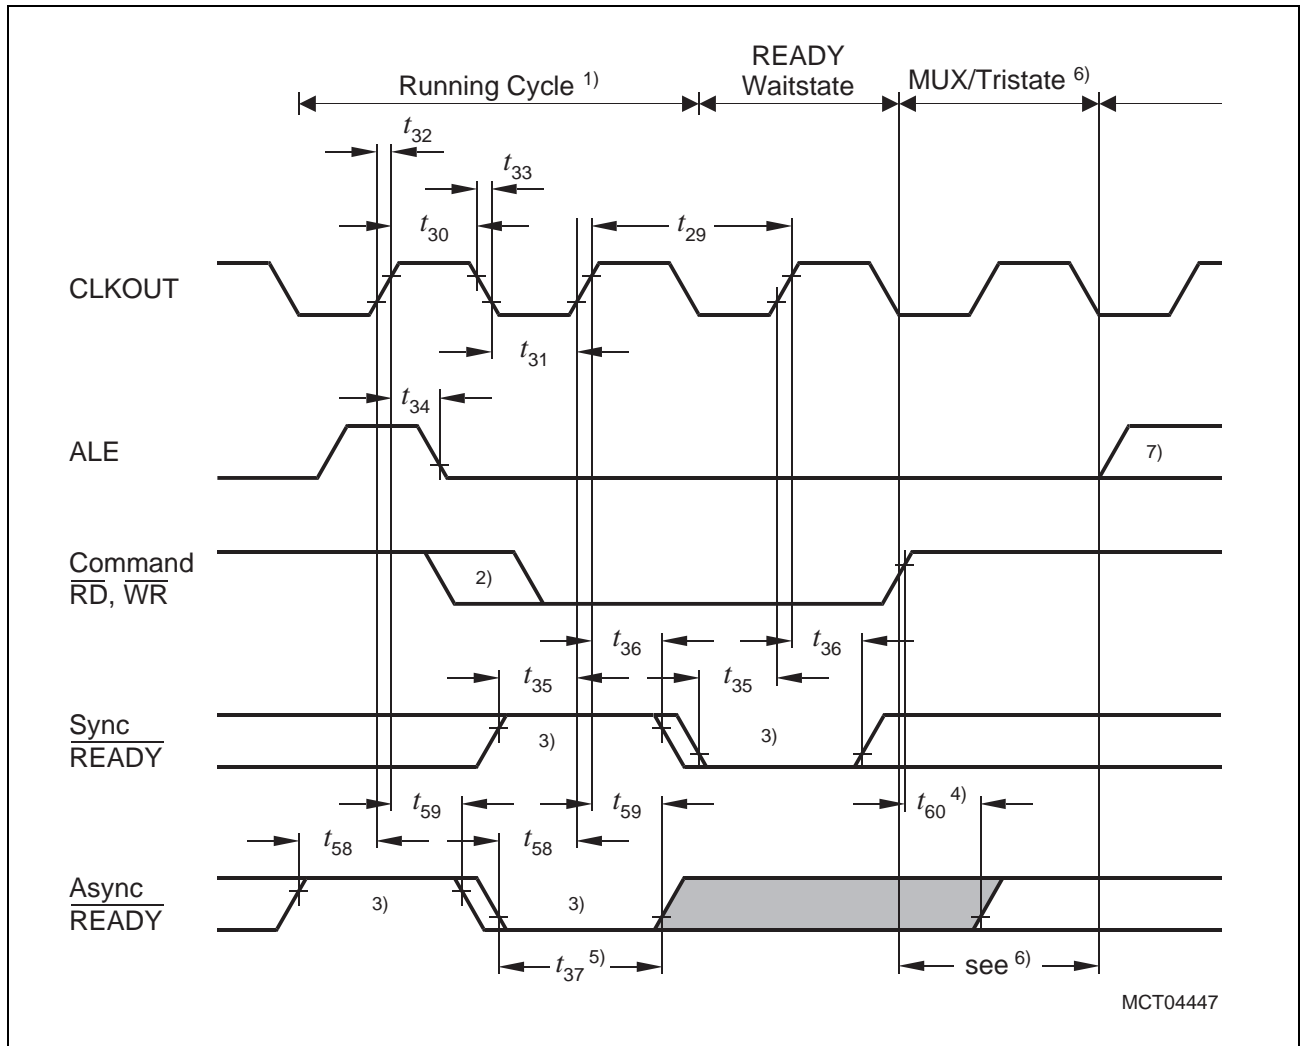 READY
Running Cycle 1) Waitstate MUX/Tristate 6)
t32
t33
t30 t29
CLKOUT
t31
t34
ALE 7)
Command
RD, WR 2)
t36 t36
t35 t35
Sync
READY 3) 3)
t59 t59 t60 4)
t58 t58
Async
READY 3) 3)
t37 5) see 6)
MCT04447